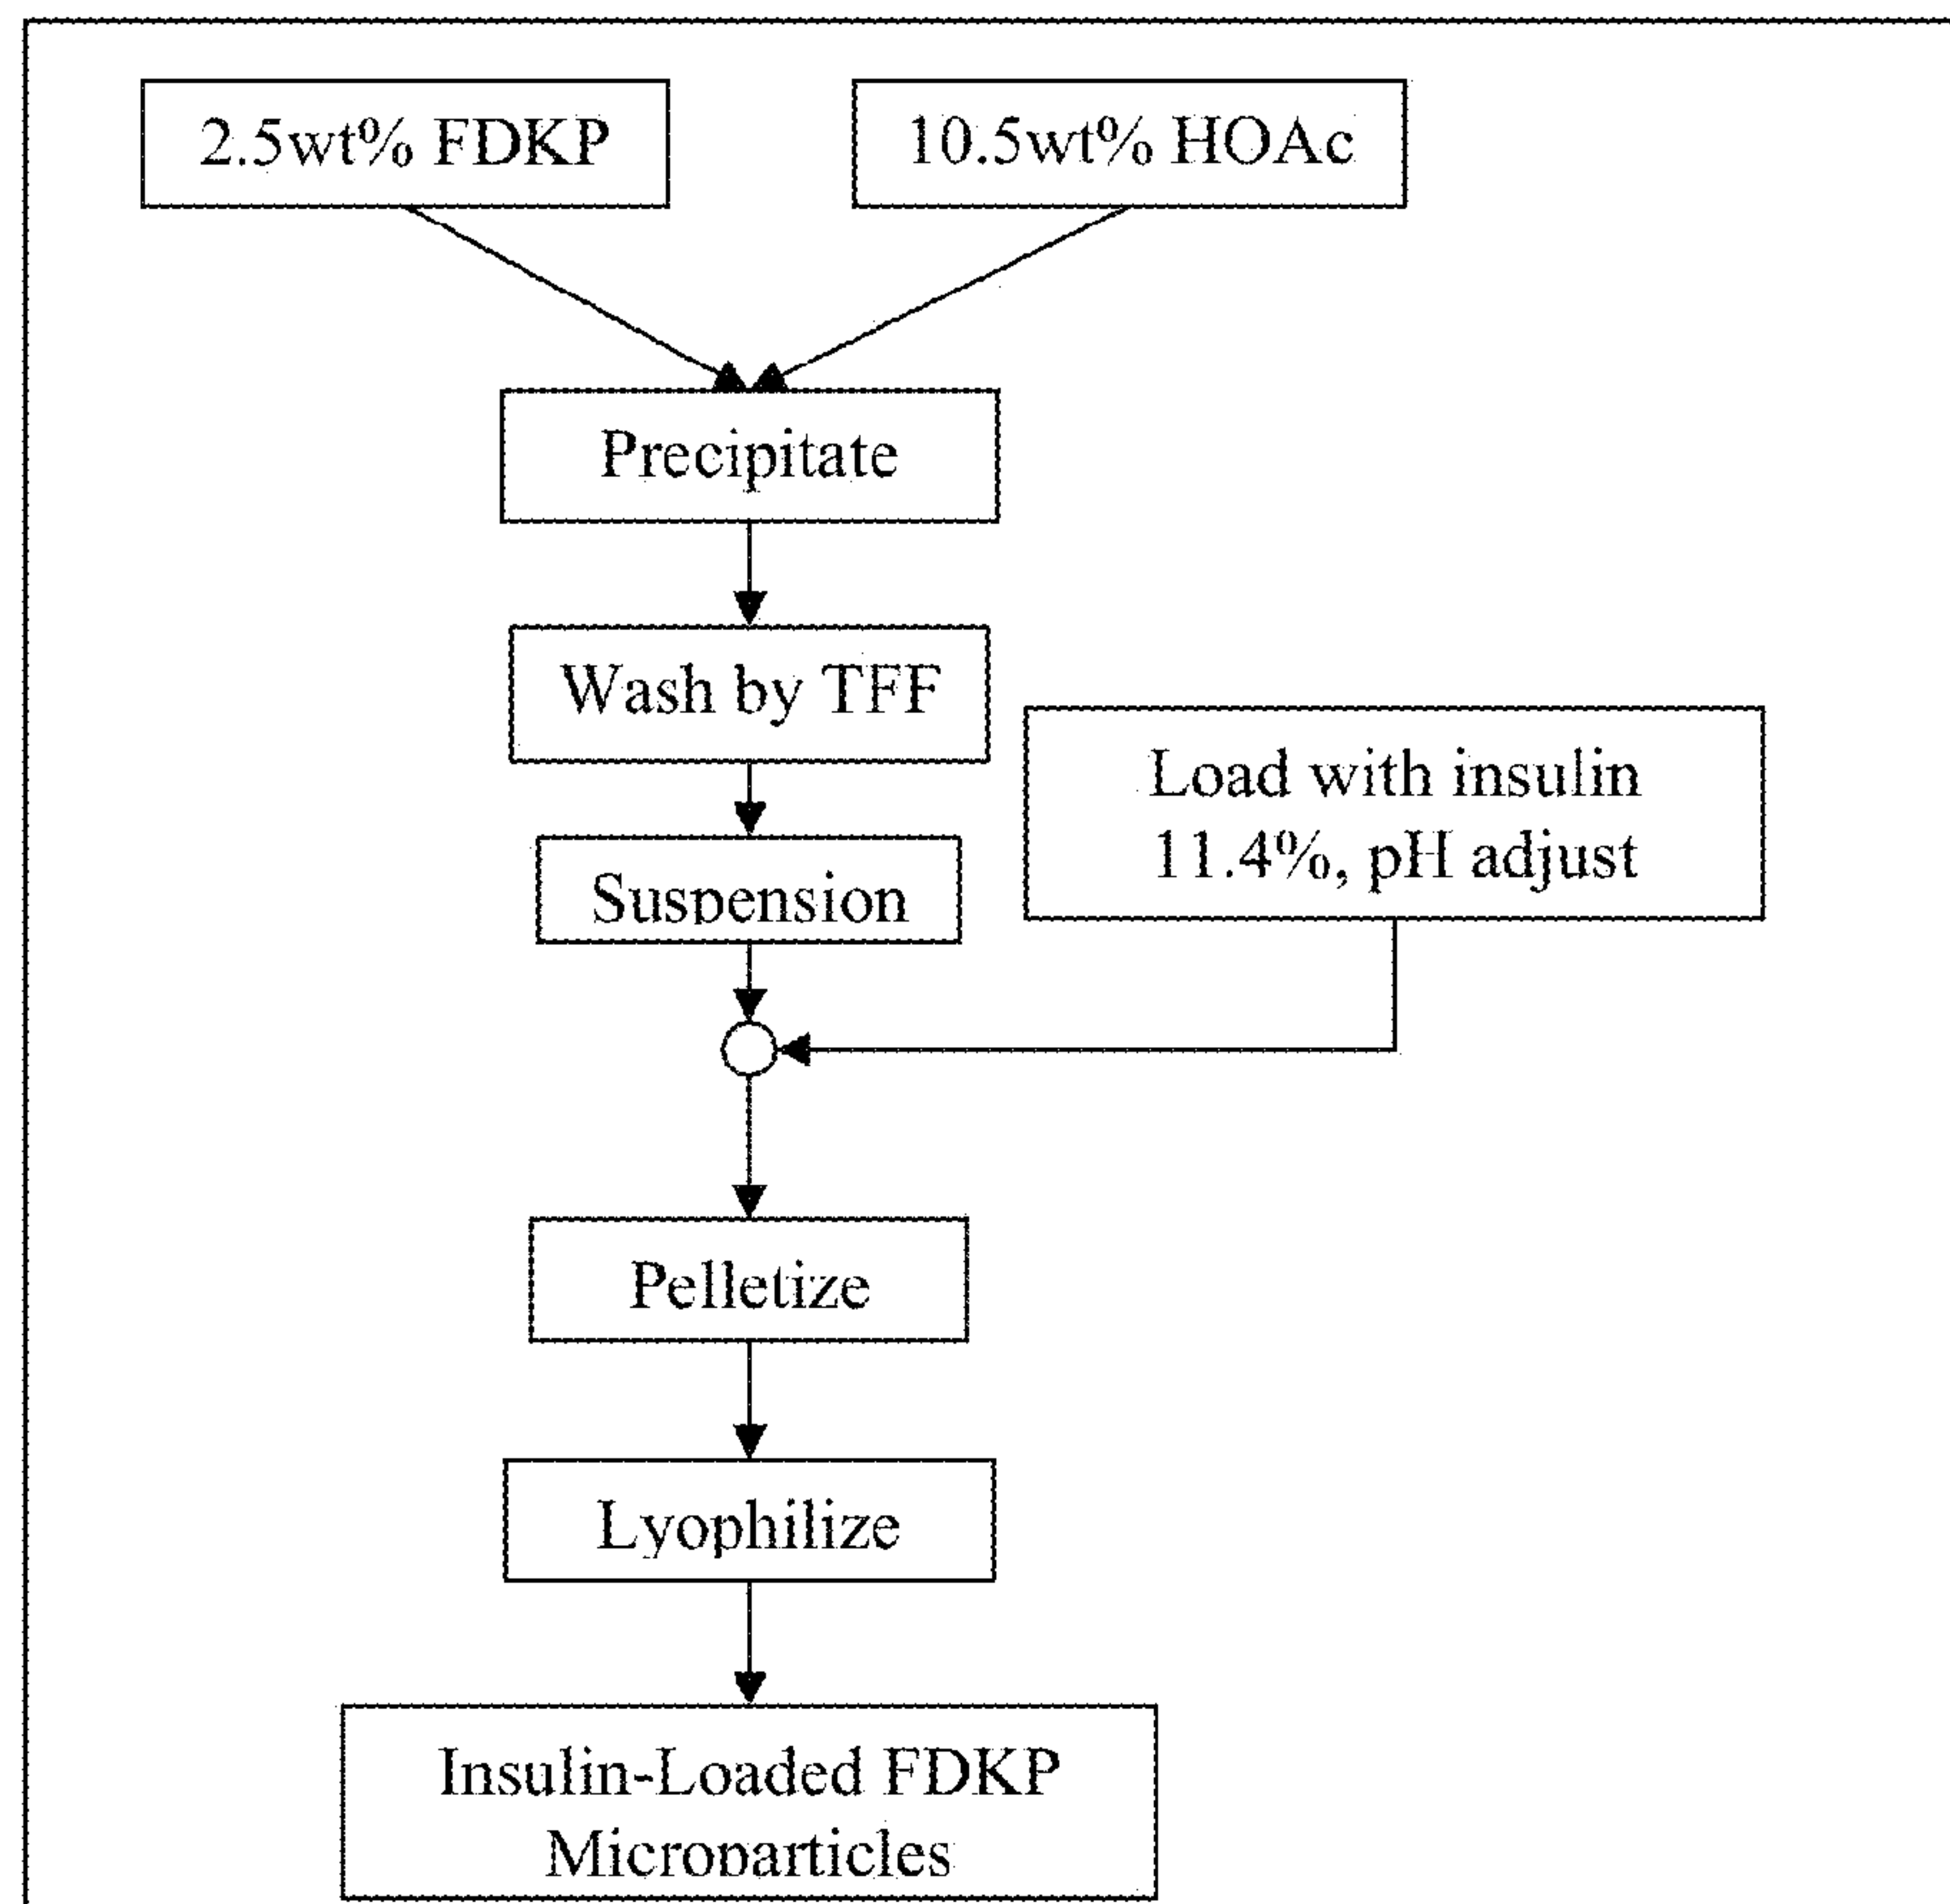 2.5wt% FDKP
10.5wt% HOAc
Precipitate
Wash by TFF
Load with insulin
11.4%, pH adjust
Suspension
Pelletize
Lyophilize
Insulin-Loaded FDKP
Microparticles